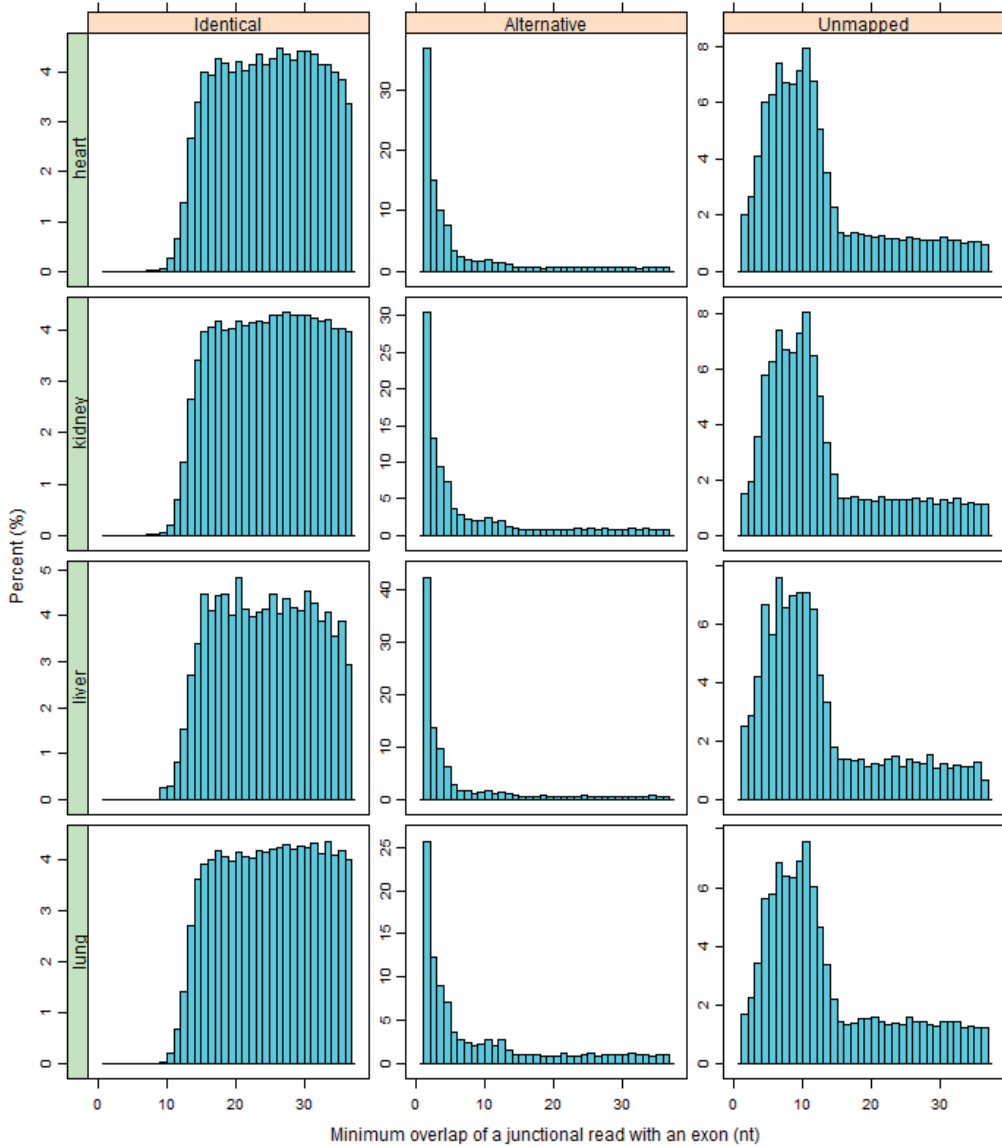 Identical Alternative Unmapped
heart
0 1 2 3 4
0 10 20 30
0 2 4 6 8
kidney
0 1 2 3 4
0 5 10 15 20 25 30
0 2 4 6 8
liver
0 1 2 3 4 5
0 10 20 30 40
0 2 4 6
lung
0 1 2 3 4
0 5 10 15 20 25
0 2 4 6
Percent (%)
0 10 20 30 0 10 20 30 0 10 20 30
Minimum overlap of a junctional read with an exon (nt)